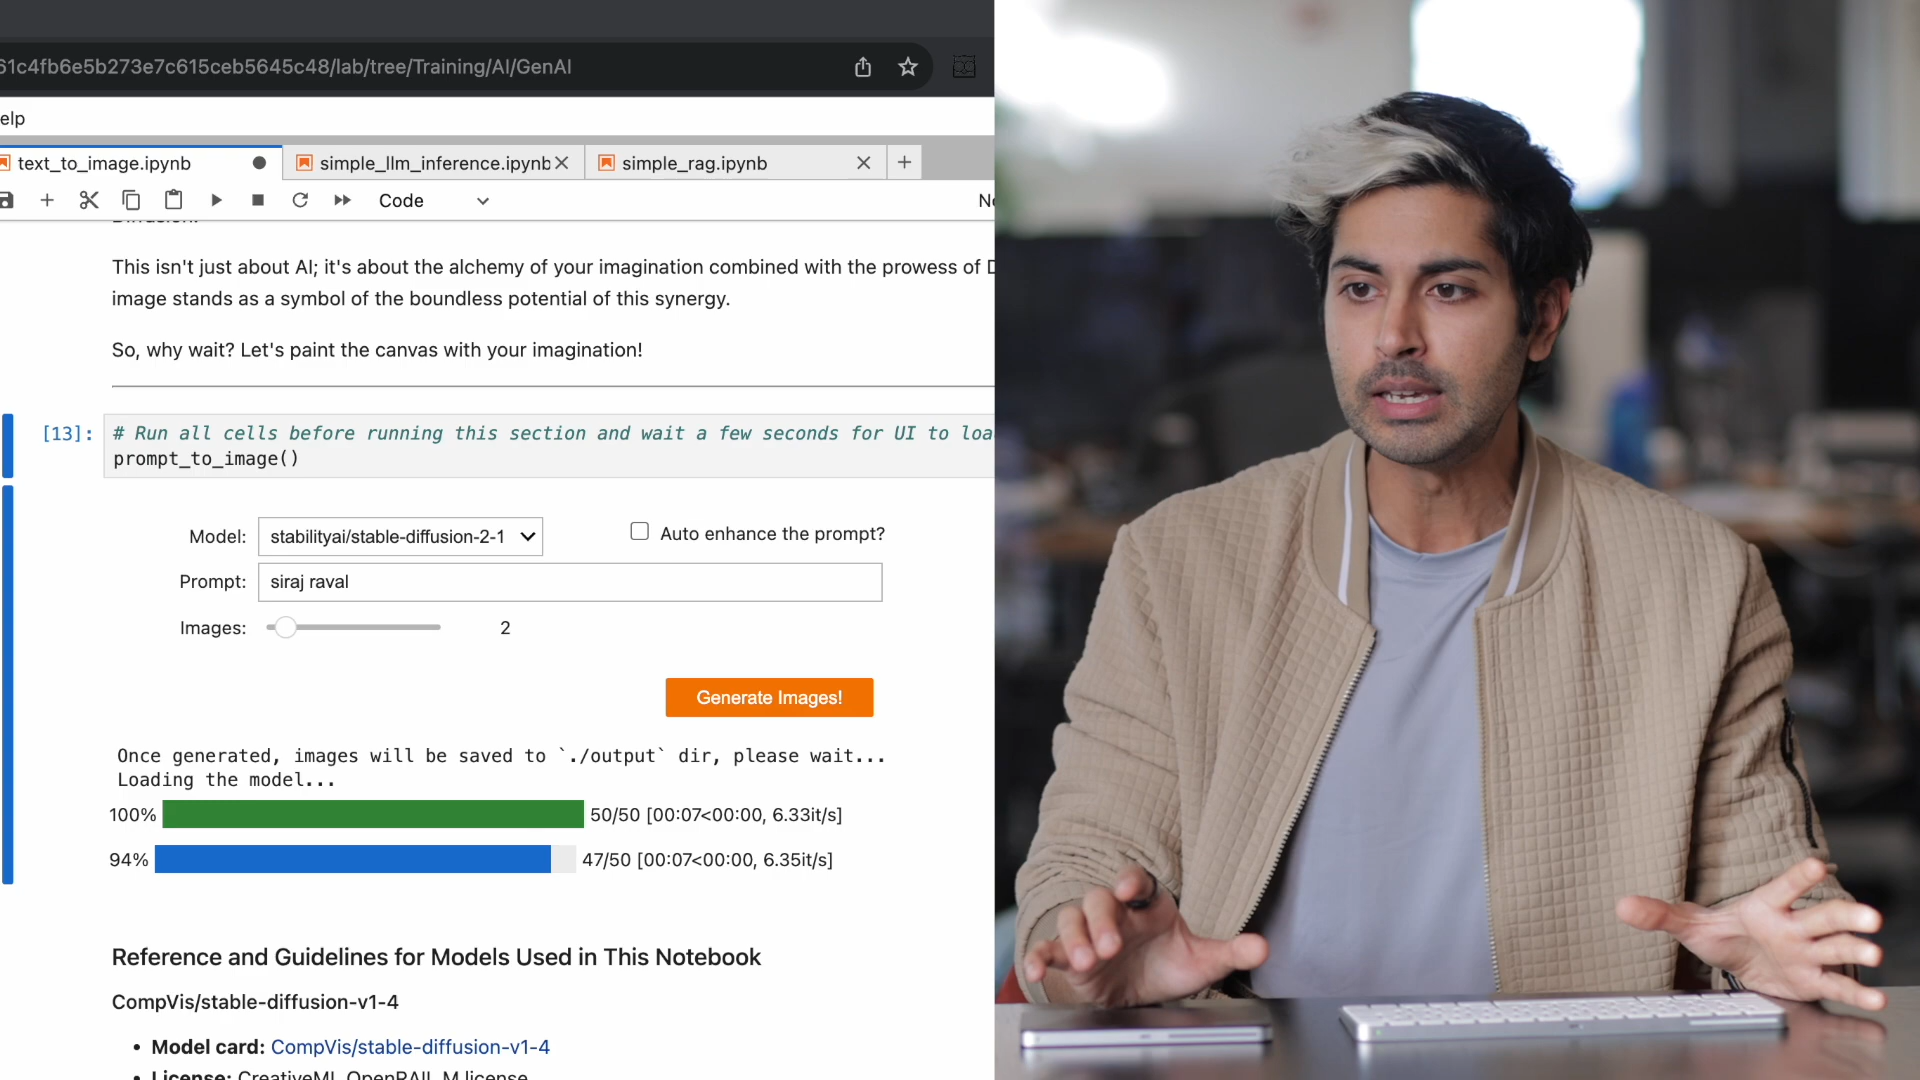 61c4fb6e5b273e7c615ceb5645c48/lab/tree/Training/AI/GenAI
elp
text_to_image.ipynb
simple_llm_inference.ipynb
simple_rag.ipynb
Code
This isn't just about AI; it's about the alchemy of your imagination combined with the prowess of
image stands as a symbol of the boundless potential of this synergy.
So, why wait? Let's paint the canvas with your imagination!
[13]: # Run all cells before running this section and wait a few seconds for UI to loa
prompt_to_image()
Model: stabilityai/stable-diffusion-2-1
Auto enhance the prompt?
Prompt: siraj raval
Images: 2
Generate Images!
Once generated, images will be saved to `./output` dir, please wait...
Loading the model...
100% 50/50 [00:07<00:00, 6.33it/s]
94% 47/50 [00:07<00:00, 6.35it/s]
Reference and Guidelines for Models Used in This Notebook
CompVis/stable-diffusion-v1-4
• Model card: CompVis/stable-diffusion-v1-4
• License: CreativeML OpenRAIL M license